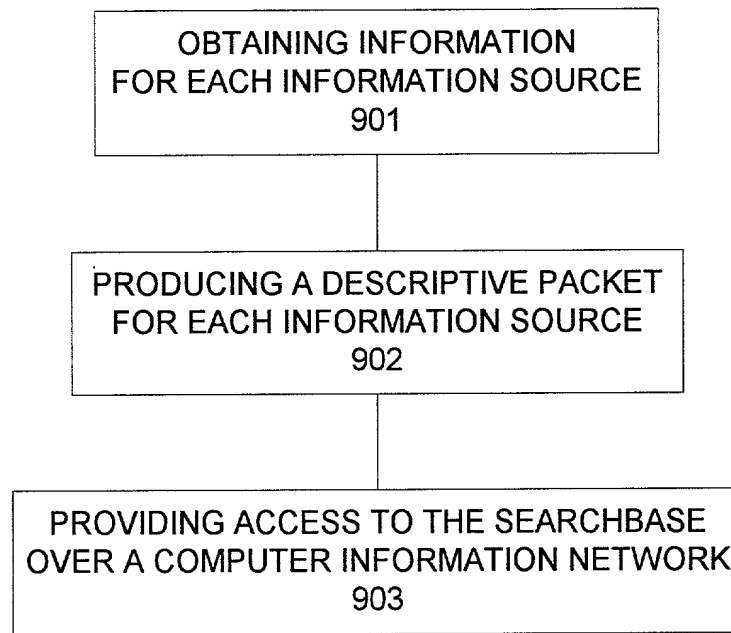 OBTAINING INFORMATION
FOR EACH INFORMATION SOURCE
901
PRODUCING A DESCRIPTIVE PACKET
FOR EACH INFORMATION SOURCE
902
PROVIDING ACCESS TO THE SEARCHBASE
OVER A COMPUTER INFORMATION NETWORK
903